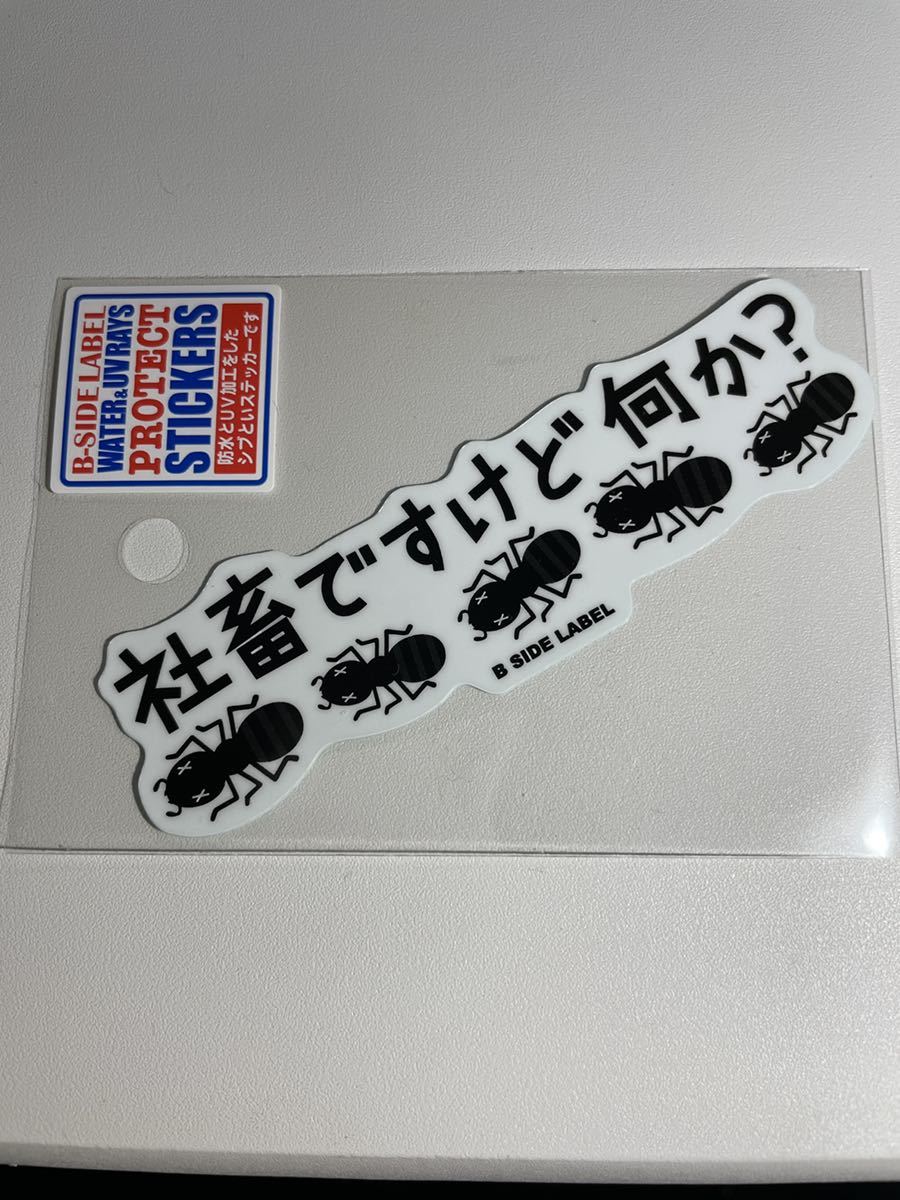 B-SIDE LABEL
WATER&UV RAYS
PROTECT
STICKERS
防水とUV加工をした
シブといステッカーです
社畜ですけど 何か?
B SIDE LABEL